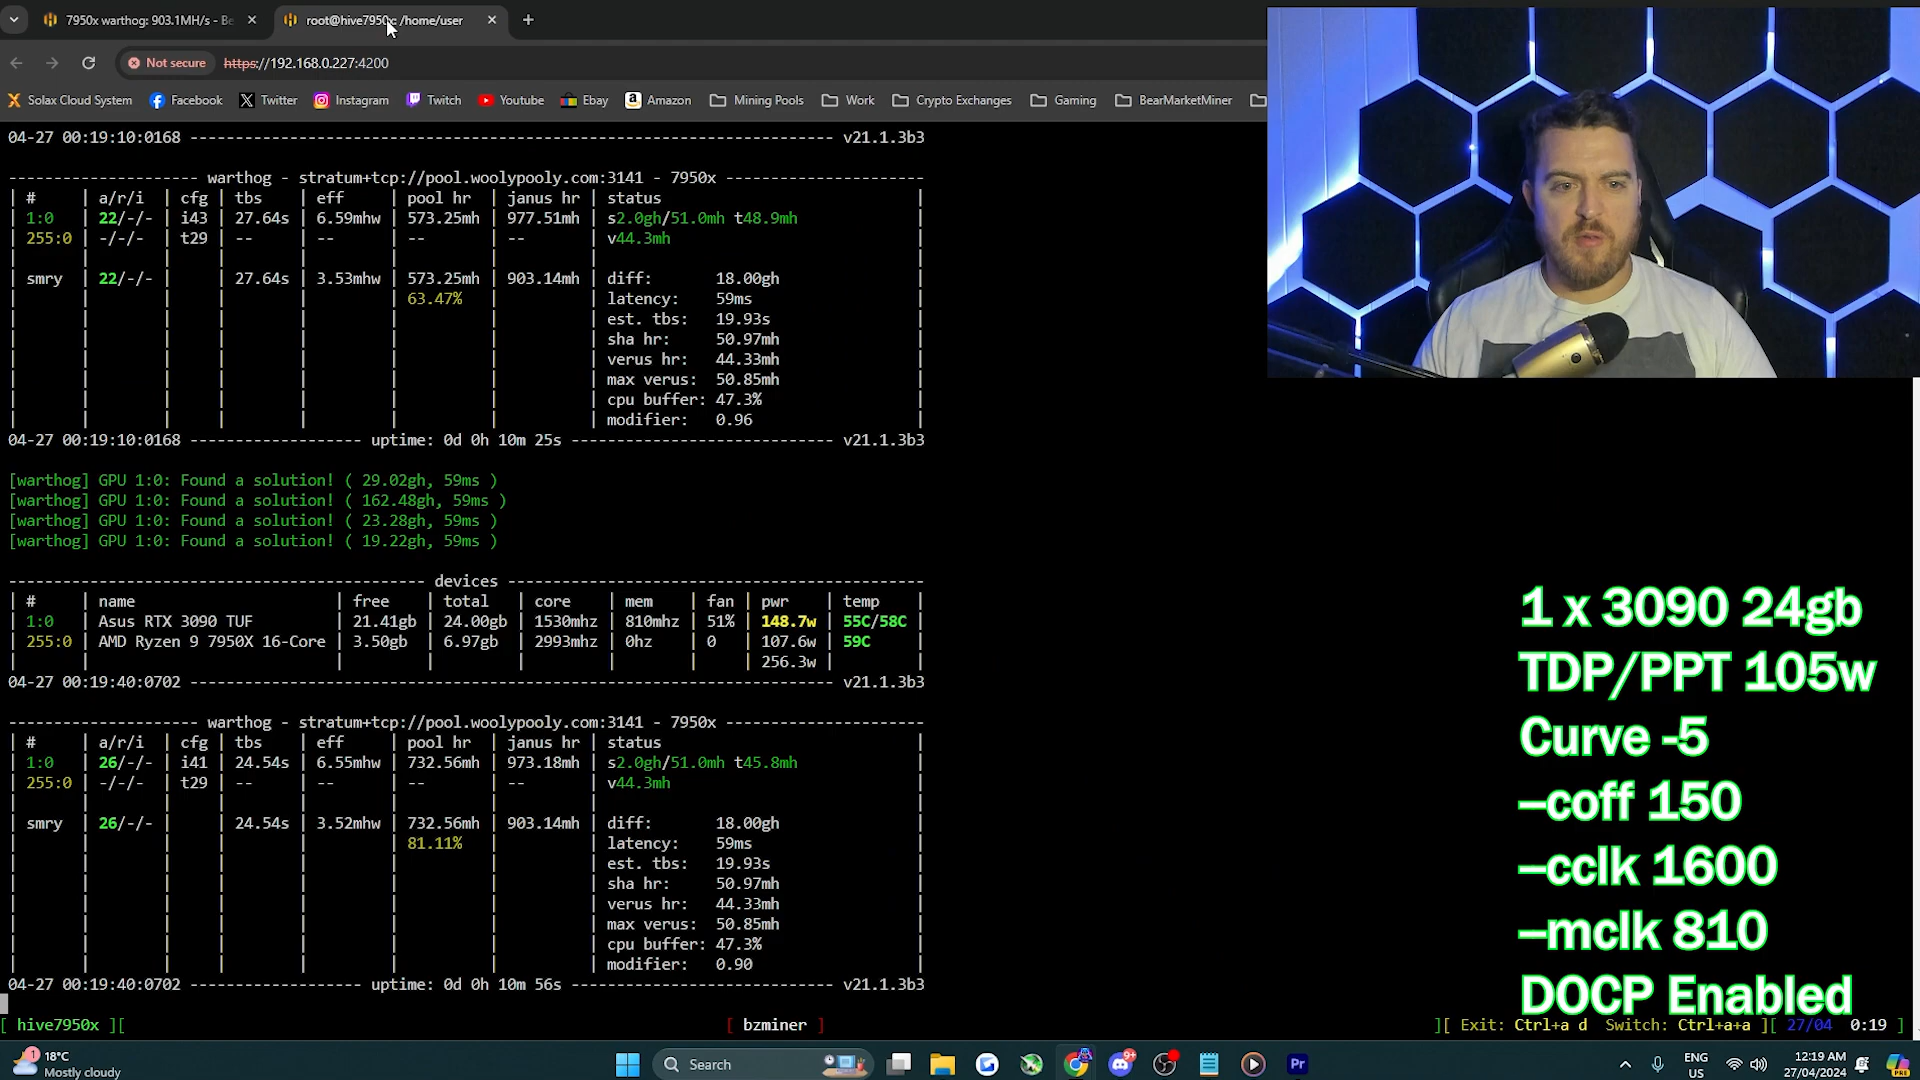 7950x warthog: 903.1MH/s - Be
root@hive7950x: /home/user
Not secure https://192.168.0.227:4200
Solax Cloud System Facebook Twitter Instagram Twitch Youtube Ebay Amazon Mining Pools Work Crypto Exchanges Gaming BearMarketMiner
04-27 00:19:10:0168 ---------------------------------------------------------------------- v21.1.3b3
--------------------- warthog - stratum+tcp://pool.woolypooly.com:3141 - 7950x ----------------------
| # | a/r/i | cfg | tbs | eff | pool hr | janus hr | status |
| 1:0 | 22/-/- | i43 | 27.64s | 6.59mhw | 573.25mh | 977.51mh | s2.0gh/51.0mh t48.9mh |
| 255:0 | -/-/- | t29 | -- | -- | -- | -- | v44.3mh |
| smry | 22/-/- | | 27.64s | 3.53mhw | 573.25mh | 903.14mh | diff: 18.00gh |
| 63.47% | latency: 59ms |
| est. tbs: 19.93s |
| sha hr: 50.97mh |
| verus hr: 44.33mh |
| max verus: 50.85mh |
| cpu buffer: 47.3% |
| modifier: 0.96 |
04-27 00:19:10:0168 ------------------- uptime: 0d 0h 10m 25s ----------------------------- v21.1.3b3
[warthog] GPU 1:0: Found a solution! ( 29.02gh, 59ms )
[warthog] GPU 1:0: Found a solution! ( 162.48gh, 59ms )
[warthog] GPU 1:0: Found a solution! ( 23.28gh, 59ms )
[warthog] GPU 1:0: Found a solution! ( 19.22gh, 59ms )
---------------------------------------------- devices ----------------------------------------------
| # | name | free | total | core | mem | fan | pwr | temp |
| 1:0 | Asus RTX 3090 TUF | 21.41gb | 24.00gb | 1530mhz | 810mhz | 51% | 148.7w | 55C/58C |
| 255:0 | AMD Ryzen 9 7950X 16-Core | 3.50gb | 6.97gb | 2993mhz | 0hz | 0 | 107.6w | 59C |
| 256.3w |
04-27 00:19:40:0702 ---------------------------------------------------------------------- v21.1.3b3
--------------------- warthog - stratum+tcp://pool.woolypooly.com:3141 - 7950x ----------------------
| # | a/r/i | cfg | tbs | eff | pool hr | janus hr | status |
| 1:0 | 26/-/- | i41 | 24.54s | 6.55mhw | 732.56mh | 973.18mh | s2.0gh/51.0mh t45.8mh |
| 255:0 | -/-/- | t29 | -- | -- | -- | -- | v44.3mh |
| smry | 26/-/- | | 24.54s | 3.52mhw | 732.56mh | 903.14mh | diff: 18.00gh |
| 81.11% | latency: 59ms |
| est. tbs: 19.93s |
| sha hr: 50.97mh |
| verus hr: 44.33mh |
| max verus: 50.85mh |
| cpu buffer: 47.3% |
| modifier: 0.90 |
04-27 00:19:40:0702 ------------------- uptime: 0d 0h 10m 56s ----------------------------- v21.1.3b3
1 x 3090 24gb
TDP/PPT 105w
Curve -5
–coff 150
–cclk 1600
–mclk 810
DOCP Enabled
[ hive7950x ][ [ bzminer ] ][ Exit: Ctrl+a d Switch: Ctrl+a+a ][ 27/04 0:19 ]
1
18°C
Mostly cloudy
Search
9+
Pr
ENG
US
12:19 AM
27/04/2024
PRE